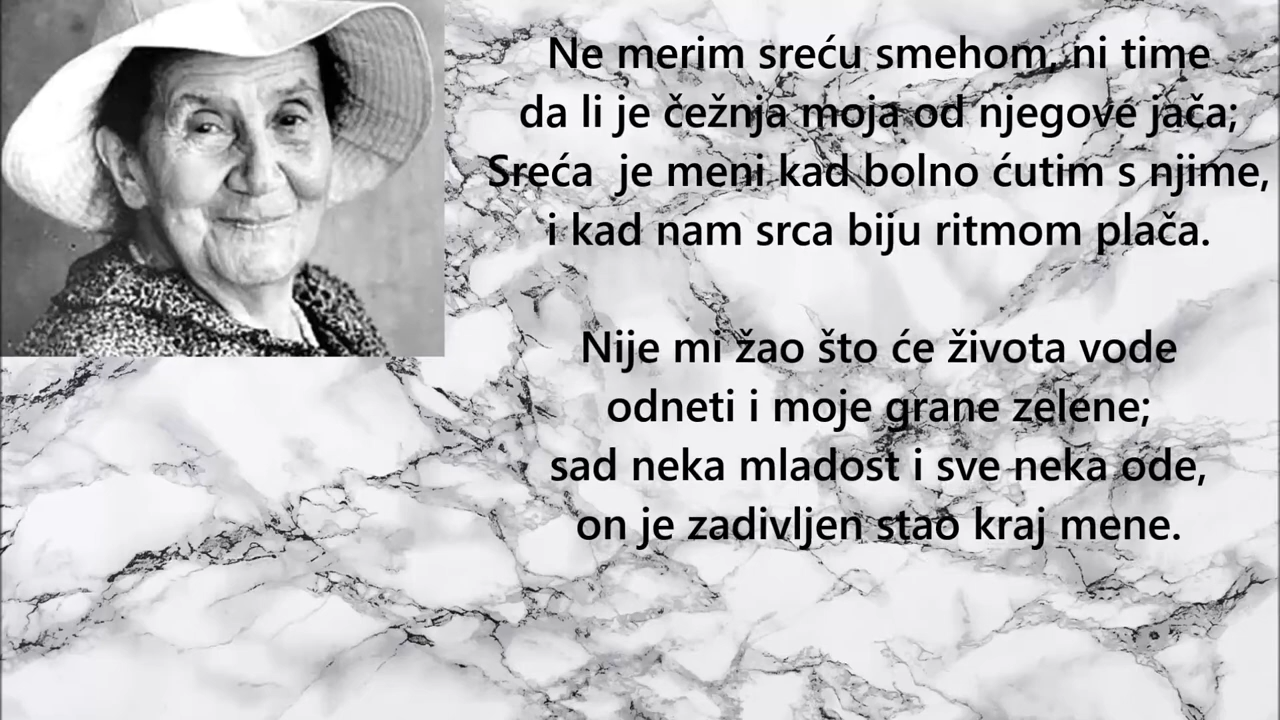 Ne merim sreću smehom, ni time
da li je čežnja moja od njegove jača;
Sreća  je meni kad bolno ćutim s njime,
i kad nam srca biju ritmom plača.
Nije mi žao što će života vode
odneti i moje grane zelene;
sad neka mladost i sve neka ode,
on je zadivljen stao kraj mene.